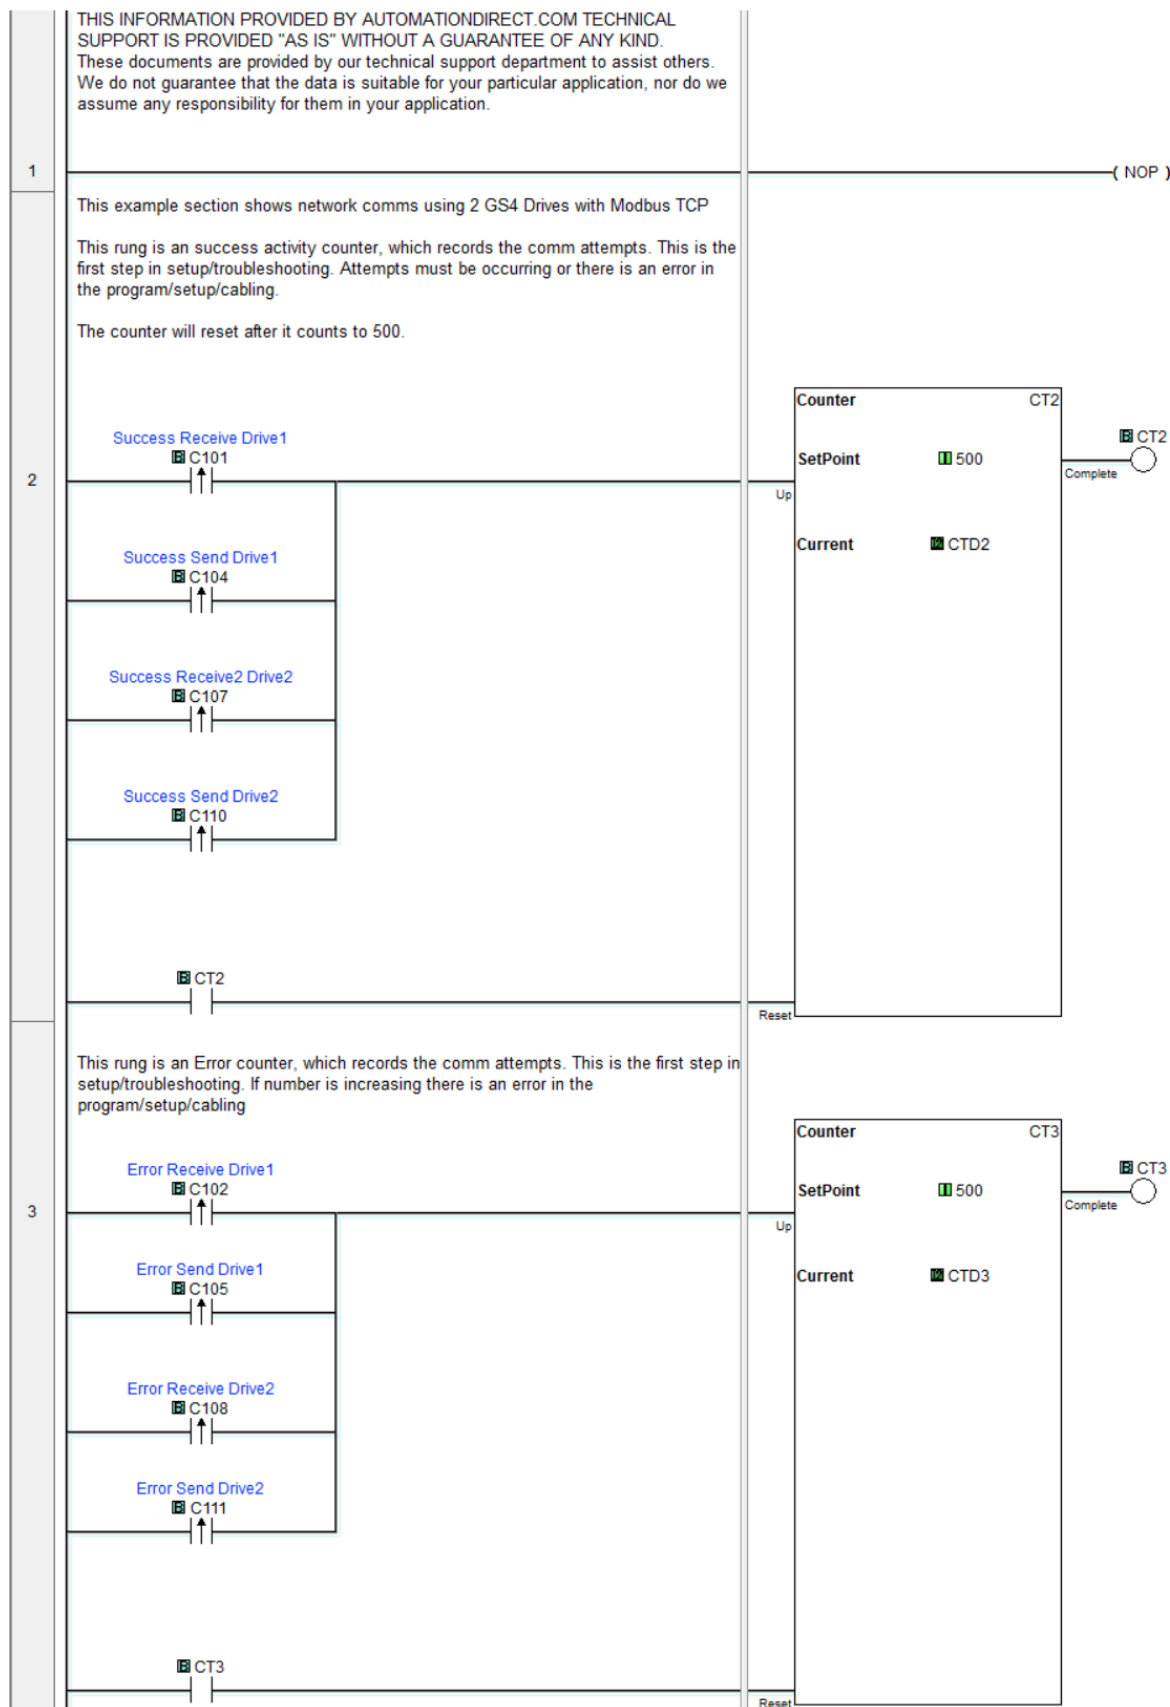 THIS INFORMATION PROVIDED BY AUTOMATIONDIRECT.COM TECHNICAL
SUPPORT IS PROVIDED "AS IS" WITHOUT A GUARANTEE OF ANY KIND.
These documents are provided by our technical support department to assist others.
We do not guarantee that the data is suitable for your particular application, nor do we
assume any responsibility for them in your application.
1
( NOP )
This example section shows network comms using 2 GS4 Drives with Modbus TCP
This rung is an success activity counter, which records the comm attempts. This is the
first step in setup/troubleshooting. Attempts must be occurring or there is an error in
the program/setup/cabling.
The counter will reset after it counts to 500.
2
Success Receive Drive1
B C101
Success Send Drive1
B C104
Success Receive2 Drive2
B C107
Success Send Drive2
B C110
B CT2
Up
Reset
Counter CT2
SetPoint 500
Current CTD2
B CT2
Complete
This rung is an Error counter, which records the comm attempts. This is the first step in
setup/troubleshooting. If number is increasing there is an error in the
program/setup/cabling
3
Error Receive Drive1
B C102
Error Send Drive1
B C105
Error Receive Drive2
B C108
Error Send Drive2
B C111
B CT3
Up
Reset
Counter CT3
SetPoint 500
Current CTD3
B CT3
Complete